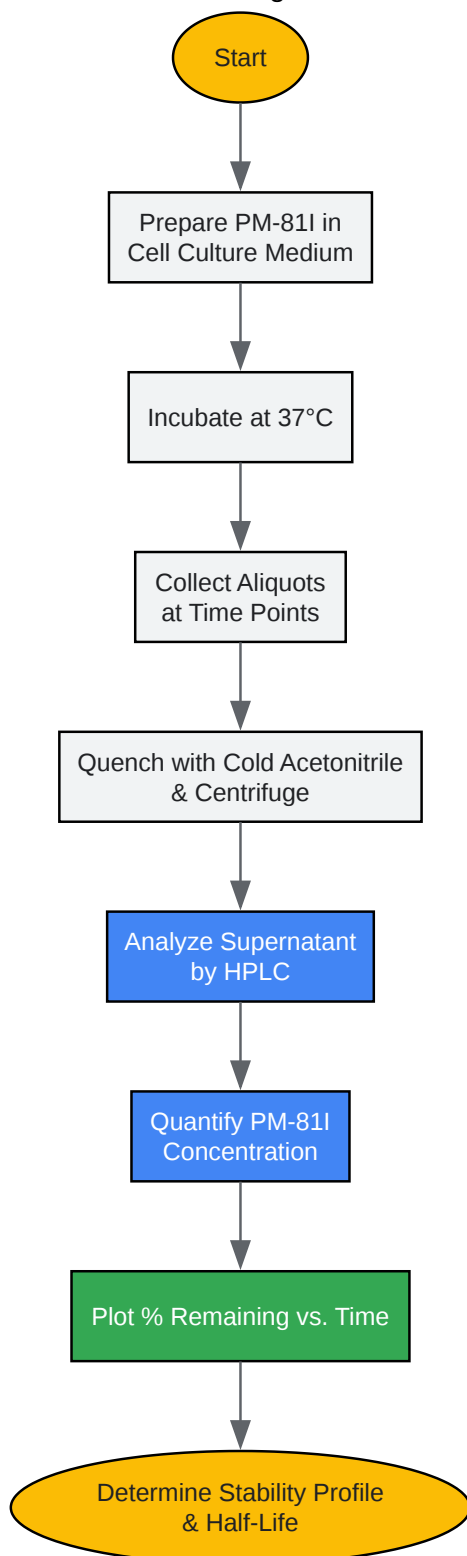 Start
Prepare PM-81I in
Cell Culture Medium
Incubate at 37°C
Collect Aliquots
at Time Points
Quench with Cold Acetonitrile
& Centrifuge
Analyze Supernatant
by HPLC
Quantify PM-81I
Concentration
Plot % Remaining vs. Time
Determine Stability Profile
& Half-Life